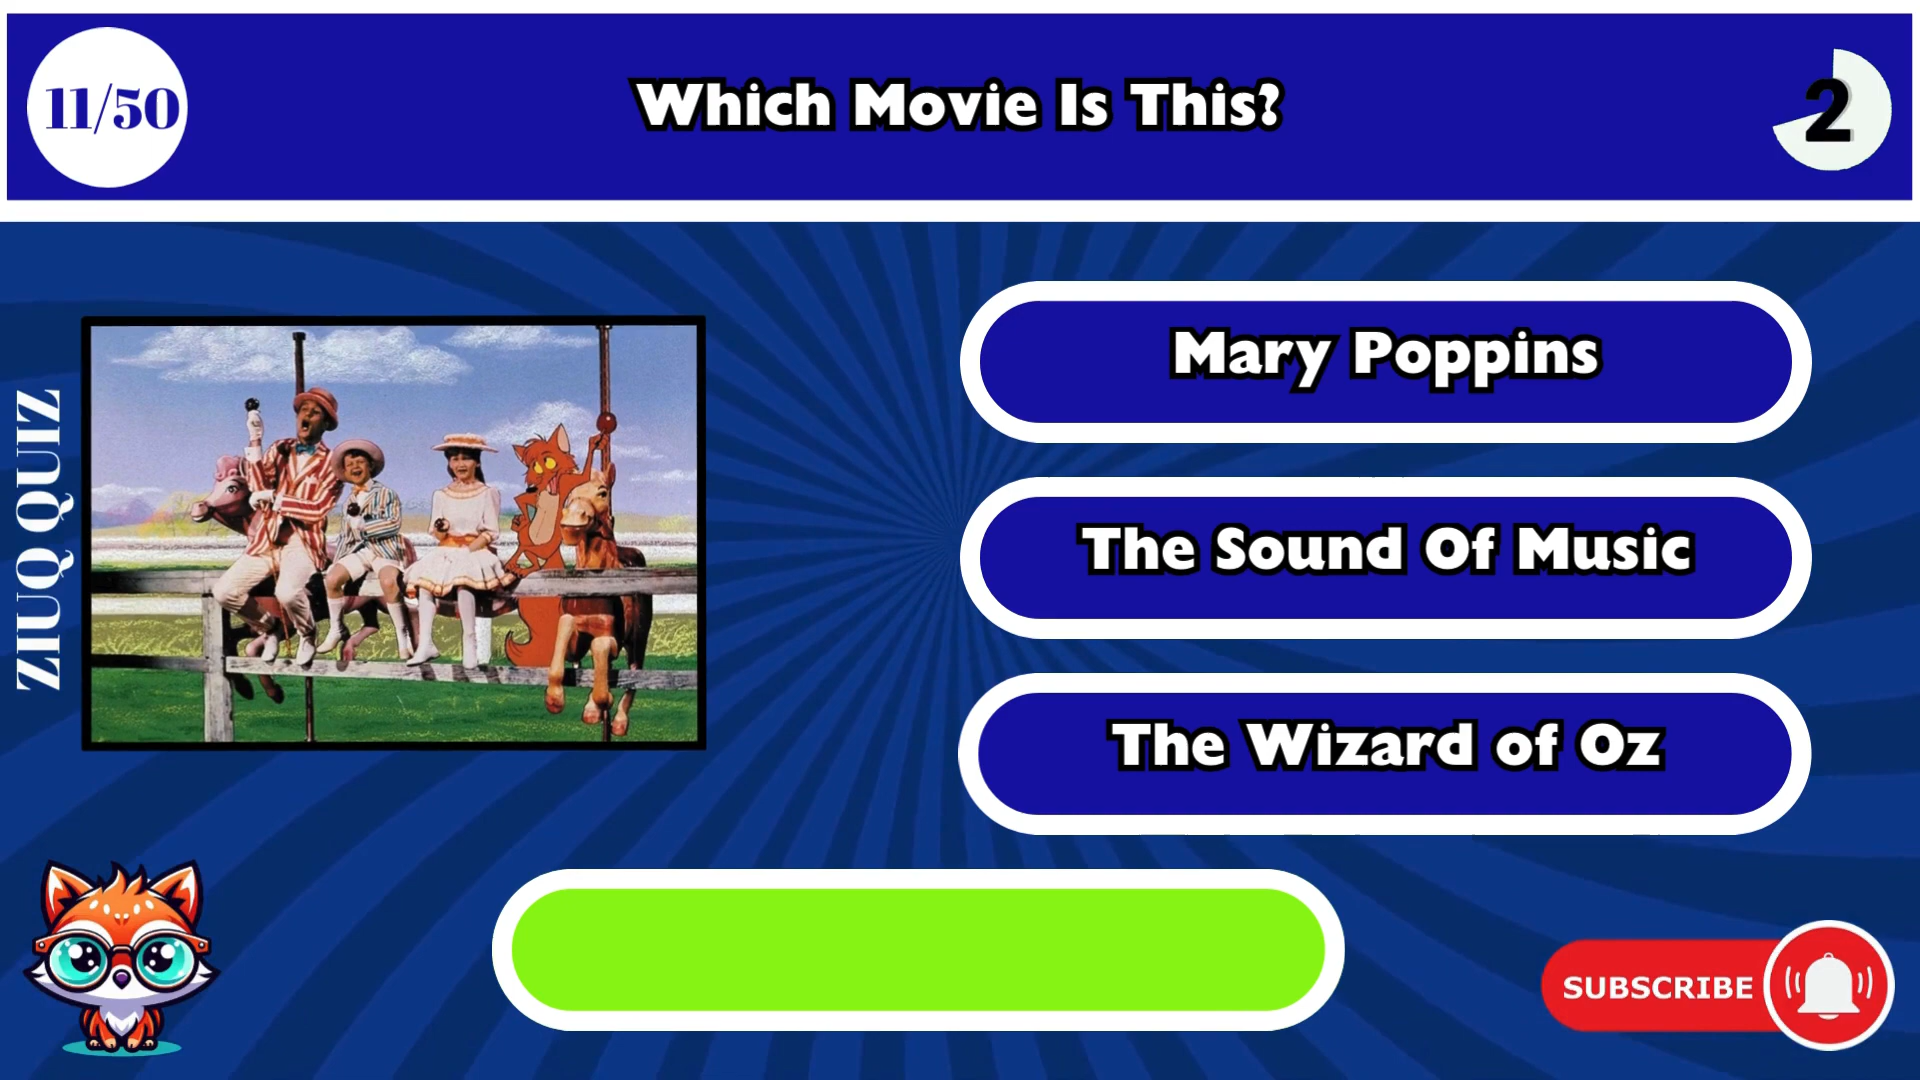 11/50
Which Movie Is This?
2
ZIUQ QUIZ
Mary Poppins
The Sound Of Music
The Wizard of Oz
SUBSCRIBE